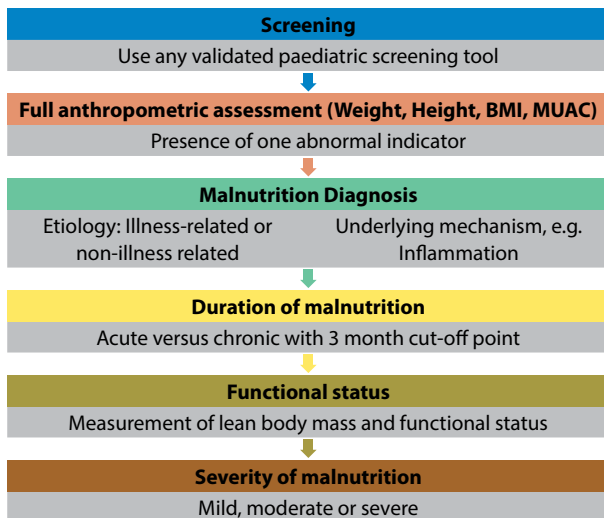 Screening
Use any validated paediatric screening tool
Full anthropometric assessment (Weight, Height, BMI, MUAC)
Presence of one abnormal indicator
Malnutrition Diagnosis
Etiology: Illness-related or
non-illness related
Underlying mechanism, e.g.
Inflammation
Duration of malnutrition
Acute versus chronic with 3 month cut-off point
Functional status
Measurement of lean body mass and functional status
Severity of malnutrition
Mild, moderate or severe